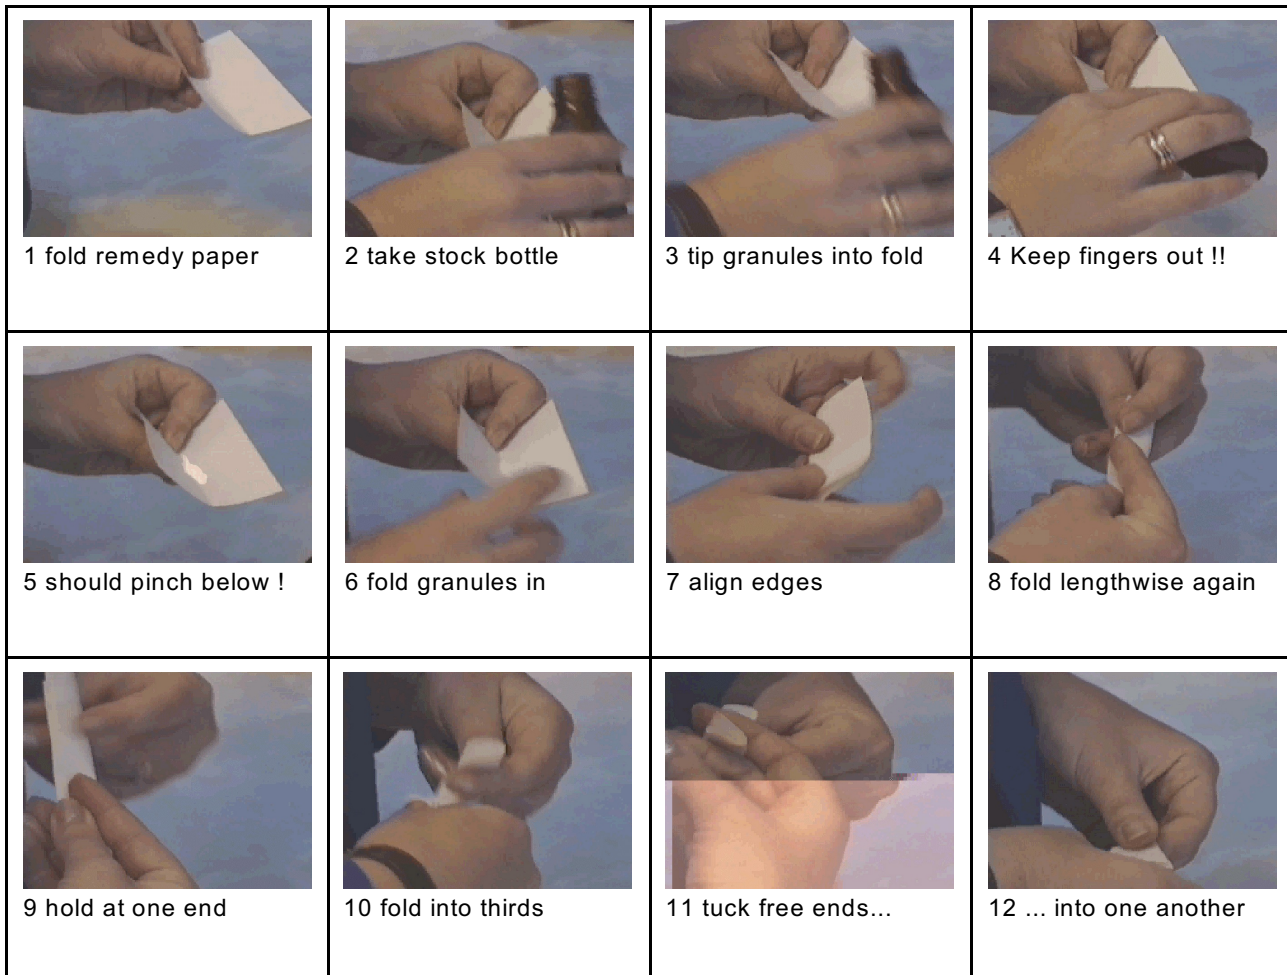 1 fold remedy paper
2 take stock bottle
3 tip granules into fold
4 Keep fingers out !!
5 should pinch below !
6 fold granules in
7 align edges
8 fold lengthwise again
9 hold at one end
10 fold into thirds
11 tuck free ends...
12 ... into one another